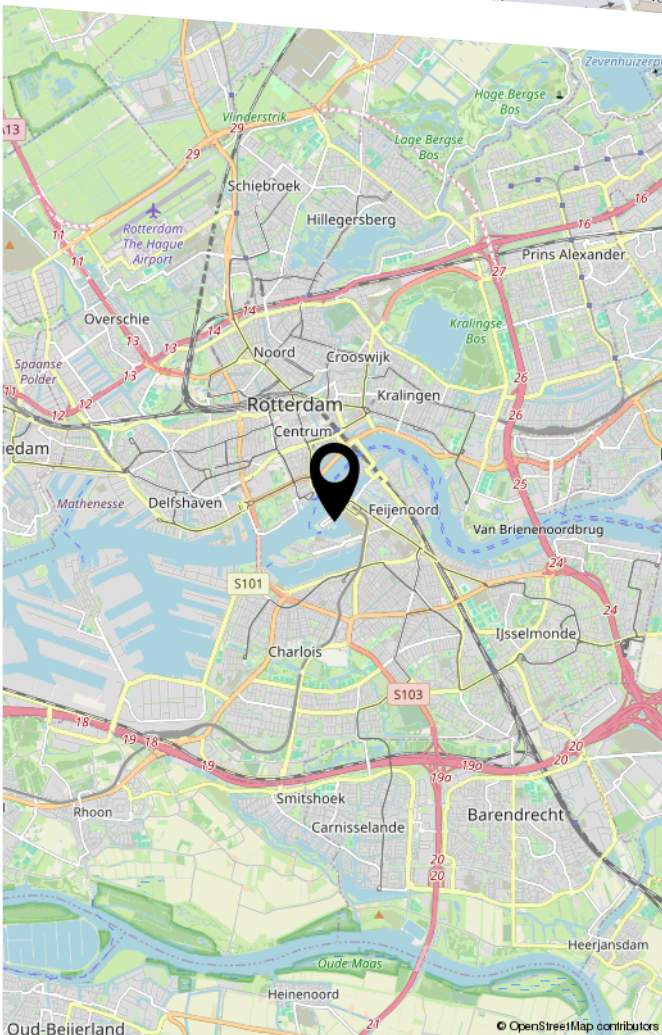 Zevenhuizerpl
Hoge Bergse
Bos
Vlinderstrik
29
A13
Lage Bergse
Bos
29
Schiebroek
16
Hillegersberg
16
Rotterdam
The Hague
Airport
11
11
Prins Alexander
27
14
Overschie
14
Kralingse
Bos
13
13
Noord
Crooswijk
Spaanse
Polder
13
26
11
12
12
Kralingen
Rotterdam
26
Centrum
iedam
25
Mathenesse
Delfshaven
Feijenoord
Van Brienenoordbrug
24
S101
24
IJsselmonde
Charlois
S103
18
19
18
20
19
19a
20
19a
Smitshoek
Rhoon
Barendrecht
Carnisselande
20
20
Heerjansdam
Oude Maas
Heinenoord
21
Oud-Beijerland
© OpenStreetMap contributors